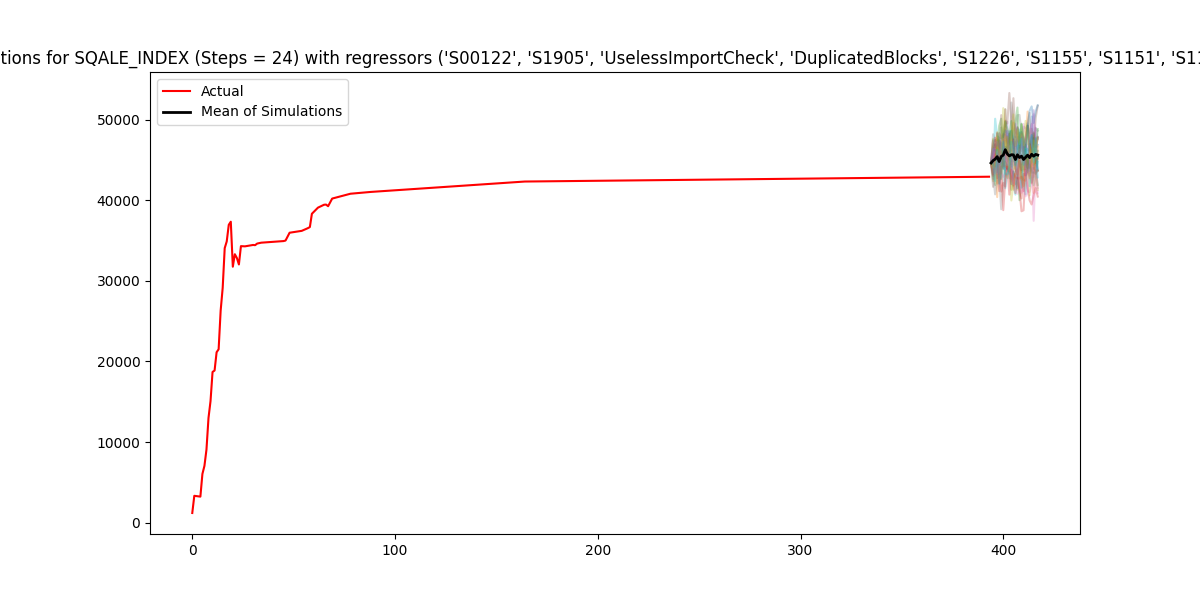 tions for SQALE_INDEX (Steps = 24) with regressors ('S00122', 'S1905', 'UselessImportCheck', 'DuplicatedBlocks', 'S1226', 'S1155', 'S1151', 'S11
Actual
Mean of Simulations
50000
40000
30000
20000
10000
0
0 100 200 300 400